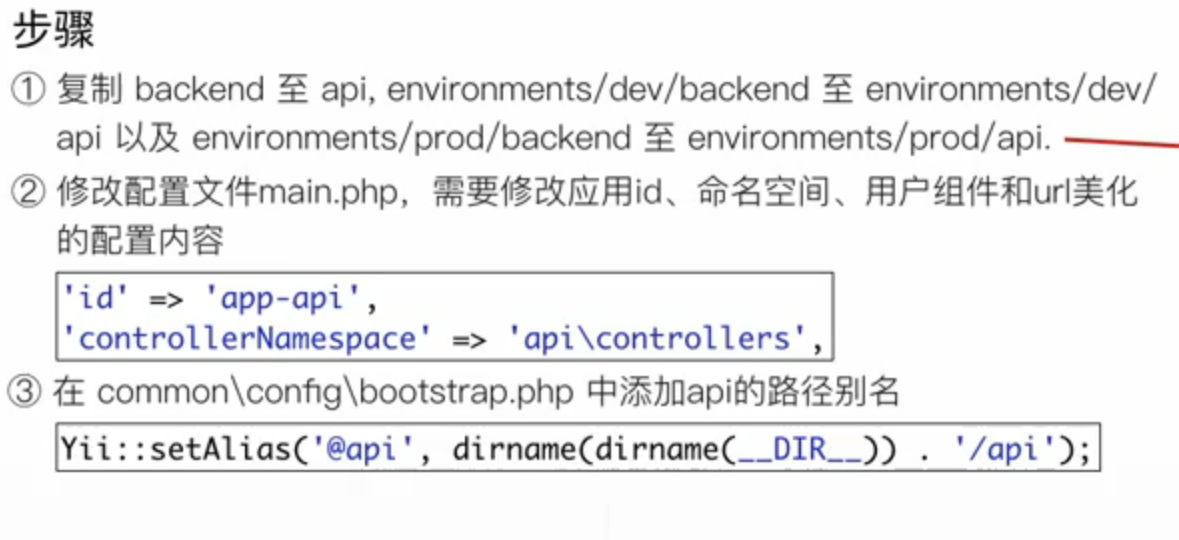 步骤
① 复制 backend 至 api, environments/dev/backend 至 environments/dev/
api 以及 environments/prod/backend 至 environments/prod/api.
② 修改配置文件main.php，需要修改应用id、命名空间、用户组件和url美化
的配置内容
'id' => 'app-api',
'controllerNamespace' => 'api\controllers',
③ 在 common\config\bootstrap.php 中添加api的路径别名
Yii::setAlias('@api', dirname(dirname(__DIR__)) . '/api');